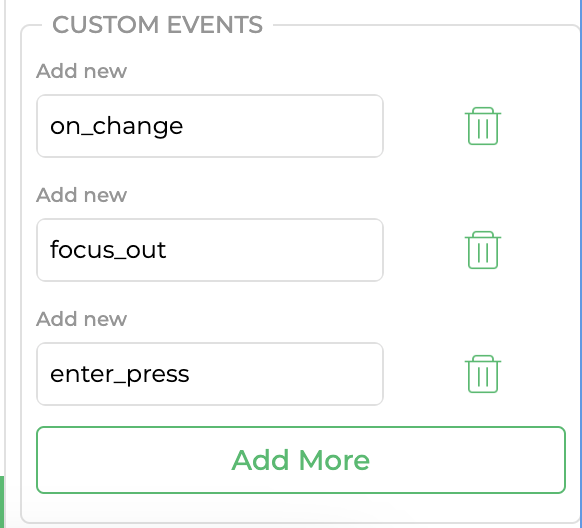 CUSTOM EVENTS
Add new
on_change
Add new
focus_out
Add new
enter_press
Add More